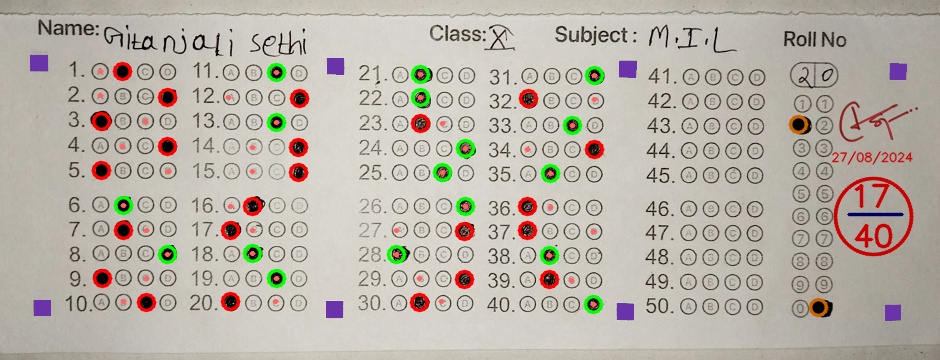 Name: Gitanjali Sethi Class: X Subject: M.I.L Roll No
1. A B C D 11. A B C D 21. A B C D 31. A B C D 41. A B C D 2 0
2. A B C D 12. A B C D 22. A B C D 32. A B C D 42. A B C D 1 1
3. A B C D 13. A B C D 23. A B C D 33. A B C D 43. A B C D 2
4. A B C D 14. A B C D 24. A B C D 34. A B C D 44. A B C D 3 3
27/08/2024
5. A B C D 15. A B C D 25. A B C D 35. A B C D 45. A B C D 4 4
5 5
6. A B C D 16. A B C D 26. A B C D 36. A B C D 46. A B C D 6 6
17
40
7. A B C D 17. A B C D 27. A B C D 37. A B C D 47. A B C D 7 7
8. A B C D 18. A B C D 28. A B C D 38. A B C D 48. A B C D 8 8
9. A B C D 19. A B C D 29. A B C D 39. A B C D 49. A B C D 9 9
10. A B C D 20. A B C D 30. A B C D 40. A B C D 50. A B C D 0